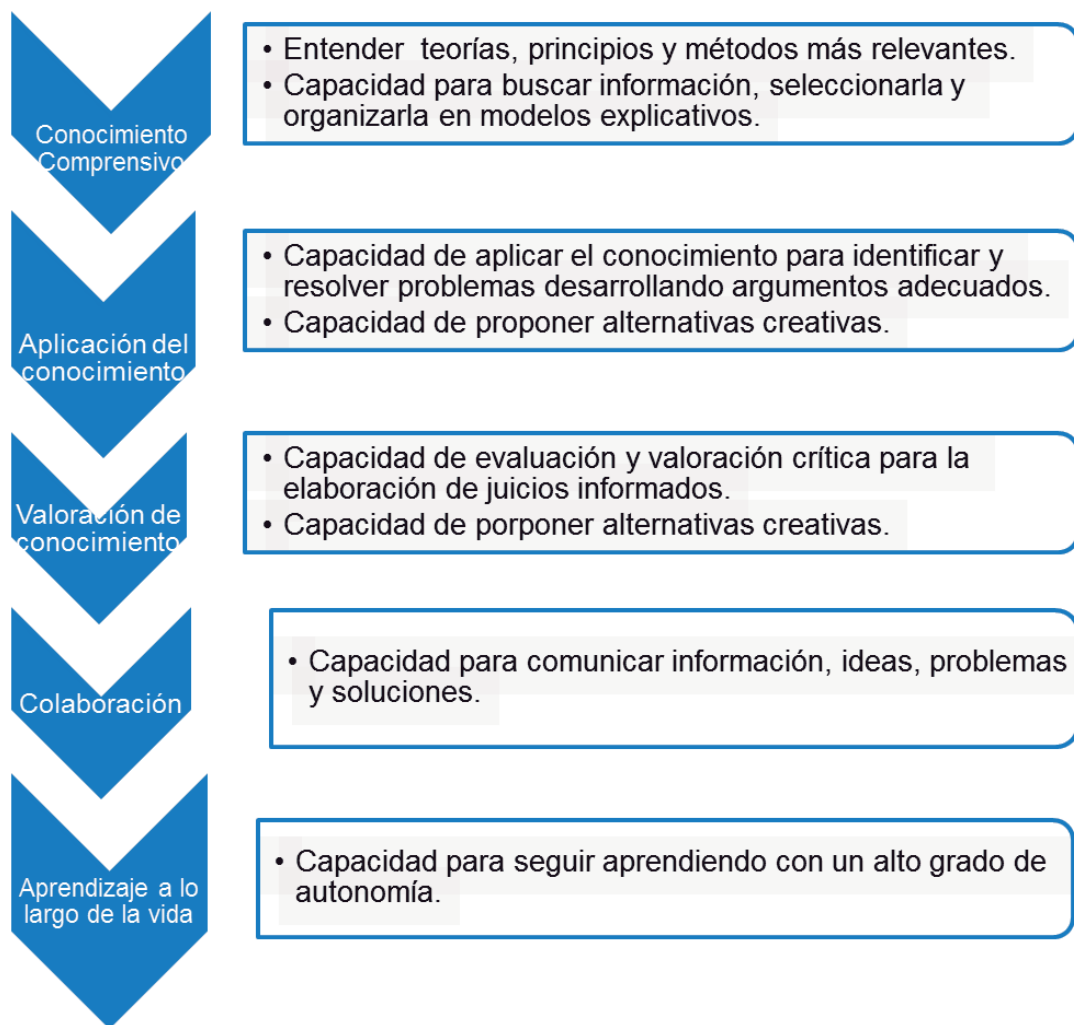 Conocimiento
Comprensivo
• Entender  teorías, principios y métodos más relevantes.
• Capacidad para buscar información, seleccionarla y
organizarla en modelos explicativos.
Aplicación del
conocimiento
• Capacidad de aplicar el conocimiento para identificar y
resolver problemas desarrollando argumentos adecuados.
• Capacidad de proponer alternativas creativas.
Valoración de
conocimiento
• Capacidad de evaluación y valoración crítica para la
elaboración de juicios informados.
• Capacidad de porponer alternativas creativas.
Colaboración
• Capacidad para comunicar información, ideas, problemas
y soluciones.
Aprendizaje a lo
largo de la vida
• Capacidad para seguir aprendiendo con un alto grado de
autonomía.